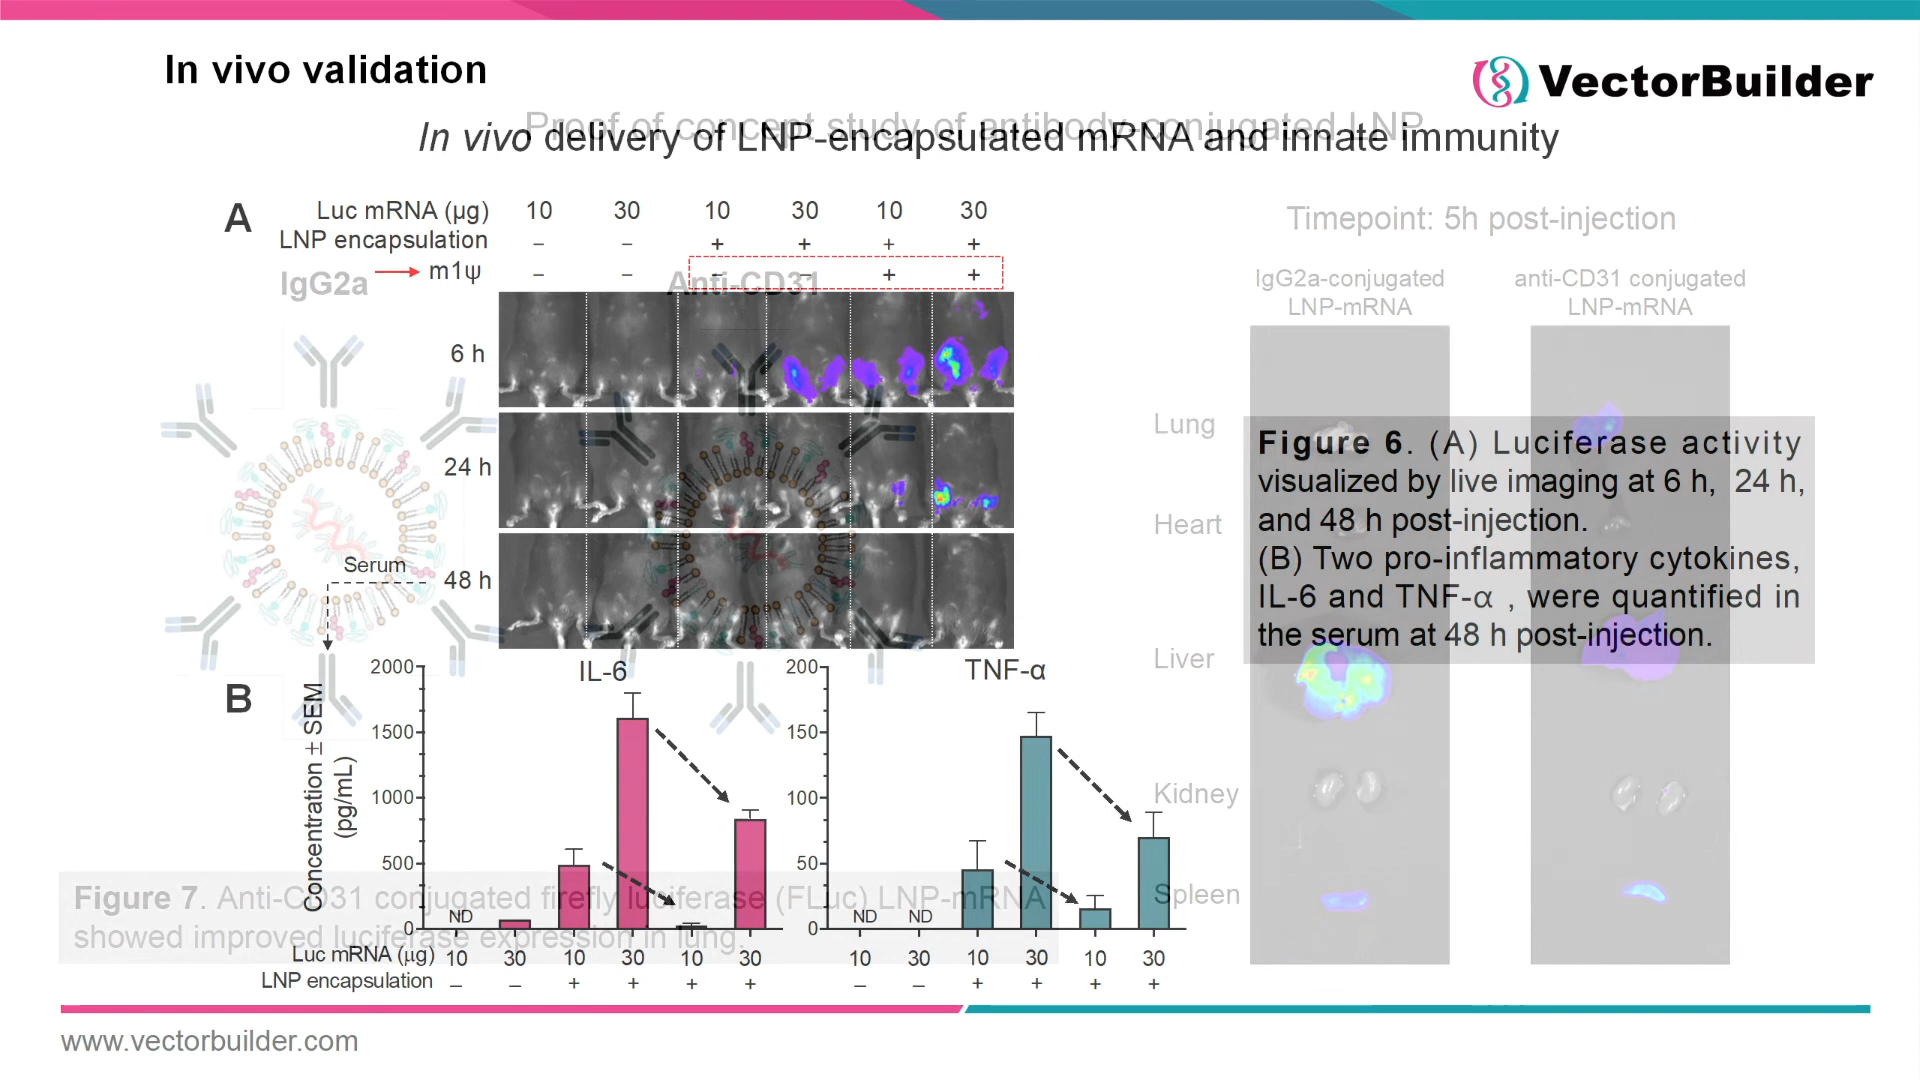 In vivo validation
VectorBuilder
Proof of concept study of antibody-conjugated LNP
In vivo delivery of LNP-encapsulated mRNA and innate immunity
A
Luc mRNA (μg) 10 30 10 30 10 30
LNP encapsulation – – + + + +
m1ψ – – – – + +
IgG2a
Anti-CD31
6 h
24 h
48 h
Serum
Timepoint: 5h post-injection
IgG2a-conjugated
LNP-mRNA
anti-CD31 conjugated
LNP-mRNA
Lung
Heart
Liver
Kidney
Spleen
Figure 6. (A) Luciferase activity
visualized by live imaging at 6 h, 24 h,
and 48 h post-injection.
(B) Two pro-inflammatory cytokines,
IL-6 and TNF-α , were quantified in
the serum at 48 h post-injection.
B
Concentration ± SEM
(pg/mL)
IL-6
2000
1500
1000
500
0
ND
TNF-α
200
150
100
50
0
ND ND
Luc mRNA (μg) 10 30 10 30 10 30 10 30 10 30 10 30
LNP encapsulation – – + + + + – – + + + +
Figure 7. Anti-CD31 conjugated firefly luciferase (FLuc) LNP-mRNA
showed improved luciferase expression in lung.
www.vectorbuilder.com